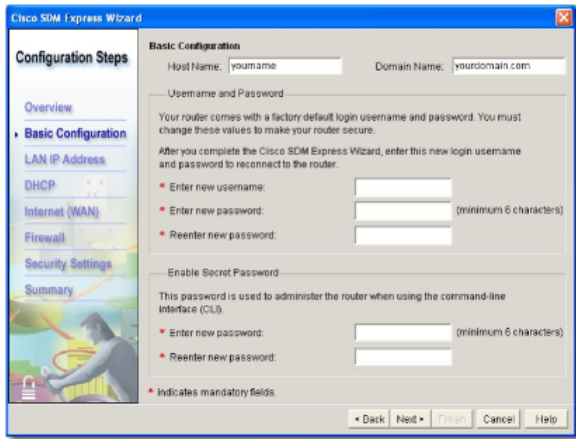 Cisco SDM Express Wizard
Configuration Steps
Overview
Basic Configuration
LAN IP Address
DHCP
Internet (WAN)
Firewall
Security Settings
Summary
Basic Configuration
Host Name: yourname Domain Name: yourdomain.com
Username and Password
Your router comes with a factory default login username and password. You must
change these values to make your router secure.
After you complete the Cisco SDM Express Wizard, enter this new login username
and password to reconnect to the router.
* Enter new username:
* Enter new password: (minimum 6 characters)
* Reenter new password:
Enable Secret Password
This password is used to administer the router when using the command-line
interface (CLI).
* Enter new password: (minimum 6 characters)
* Reenter new password:
* indicates mandatory fields.
Back Next Finish Cancel Help